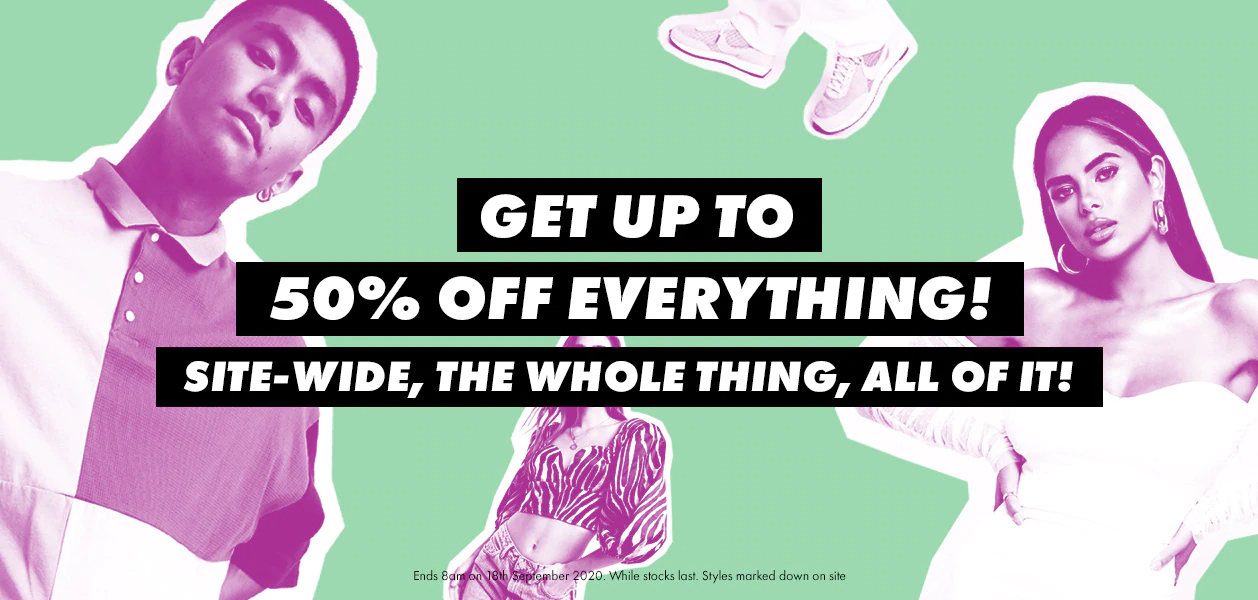 GET UP TO
50% OFF EVERYTHING!
SITE-WIDE, THE WHOLE THING, ALL OF IT!
Ends 8am on 18th September 2020. While stocks last. Styles marked down on site